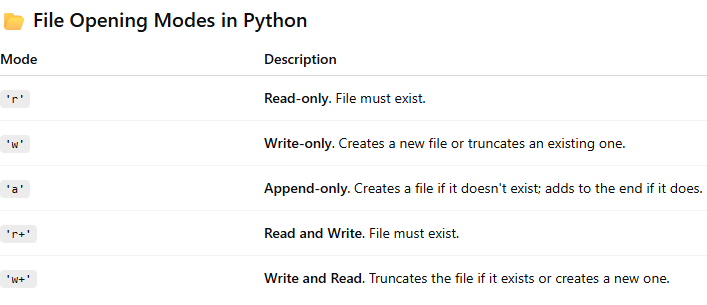 📂 File Opening Modes in Python
Mode Description
'r' Read-only. File must exist.
'w' Write-only. Creates a new file or truncates an existing one.
'a' Append-only. Creates a file if it doesn't exist; adds to the end if it does.
'r+' Read and Write. File must exist.
'w+' Write and Read. Truncates the file if it exists or creates a new one.